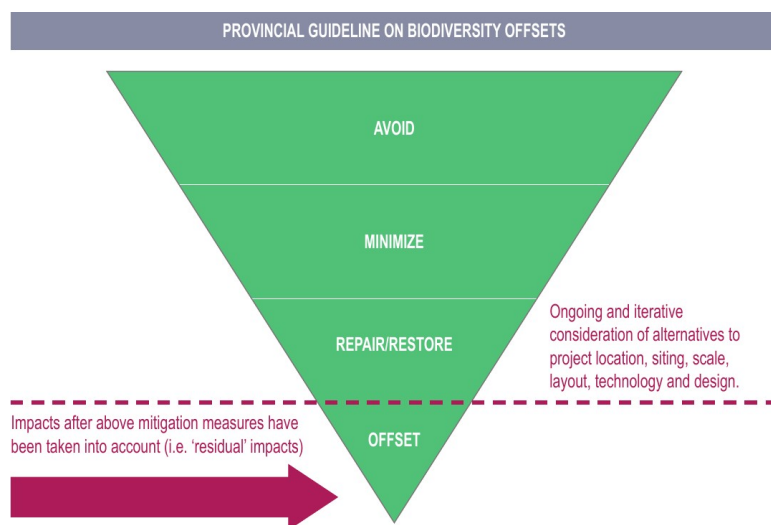 PROVINCIAL GUIDELINE ON BIODIVERSITY OFFSETS
AVOID
MINIMIZE
REPAIR/RESTORE
Ongoing and iterative
consideration of alternatives to
project location, siting, scale,
layout, technology and design.
Impacts after above mitigation measures have
been taken into account (i.e. ‘residual’ impacts)
OFFSET